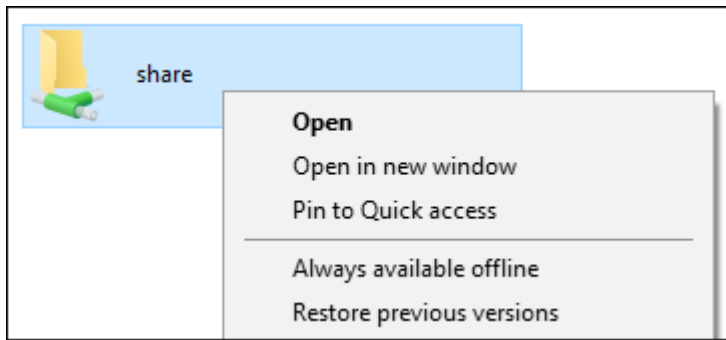 share
Open
Open in new window
Pin to Quick access
Always available offline
Restore previous versions